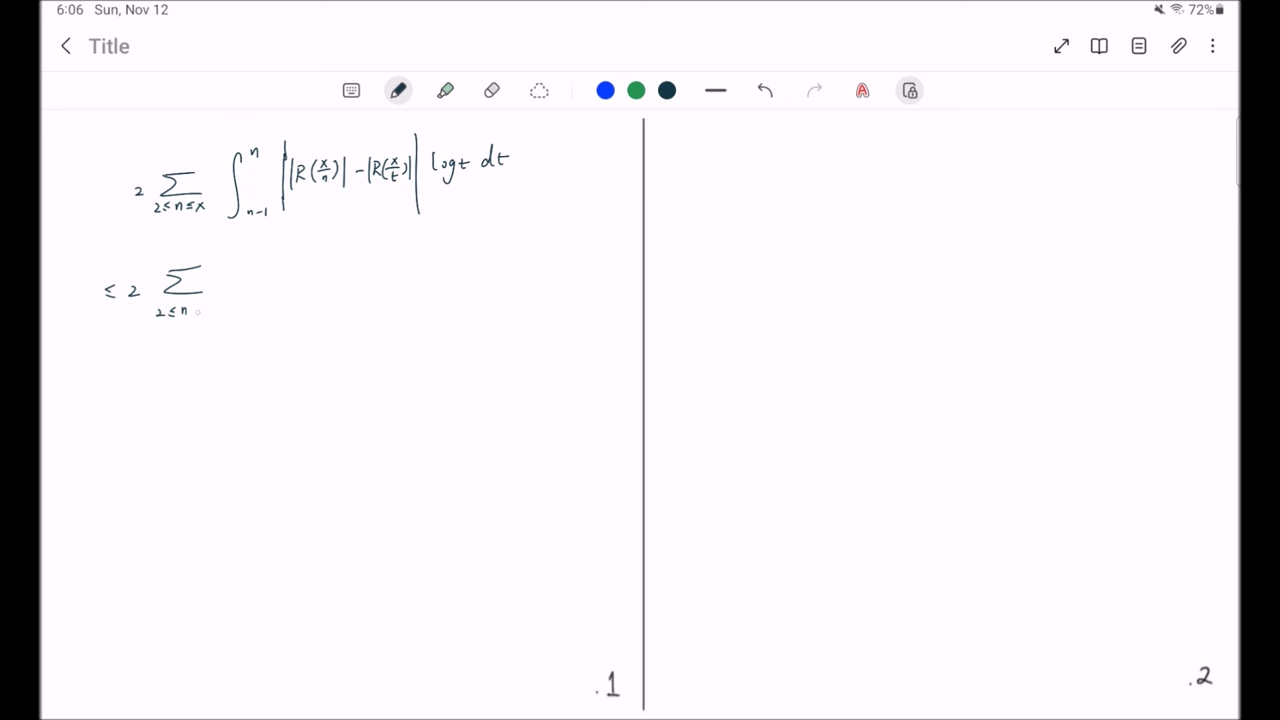 6:06 Sun, Nov 12
72%
Title
A
2 ∑_{2≤n≤x} ∫_{n-1}^{n} | |R(x/n)| - |R(x/t)| | log t dt
≤ 2 ∑_{2≤n}
.1
.2